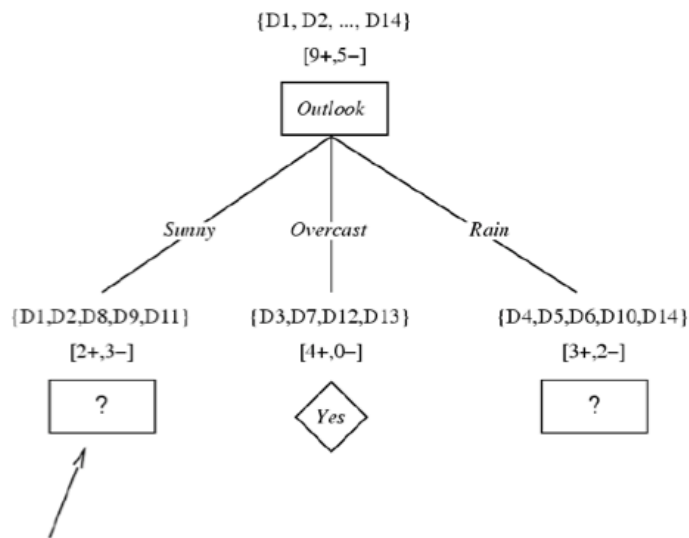 {D1, D2, ..., D14}
[9+,5−]
Outlook
Sunny Overcast Rain
{D1,D2,D8,D9,D11} {D3,D7,D12,D13} {D4,D5,D6,D10,D14}
[2+,3−] [4+,0−] [3+,2−]
? Yes ?